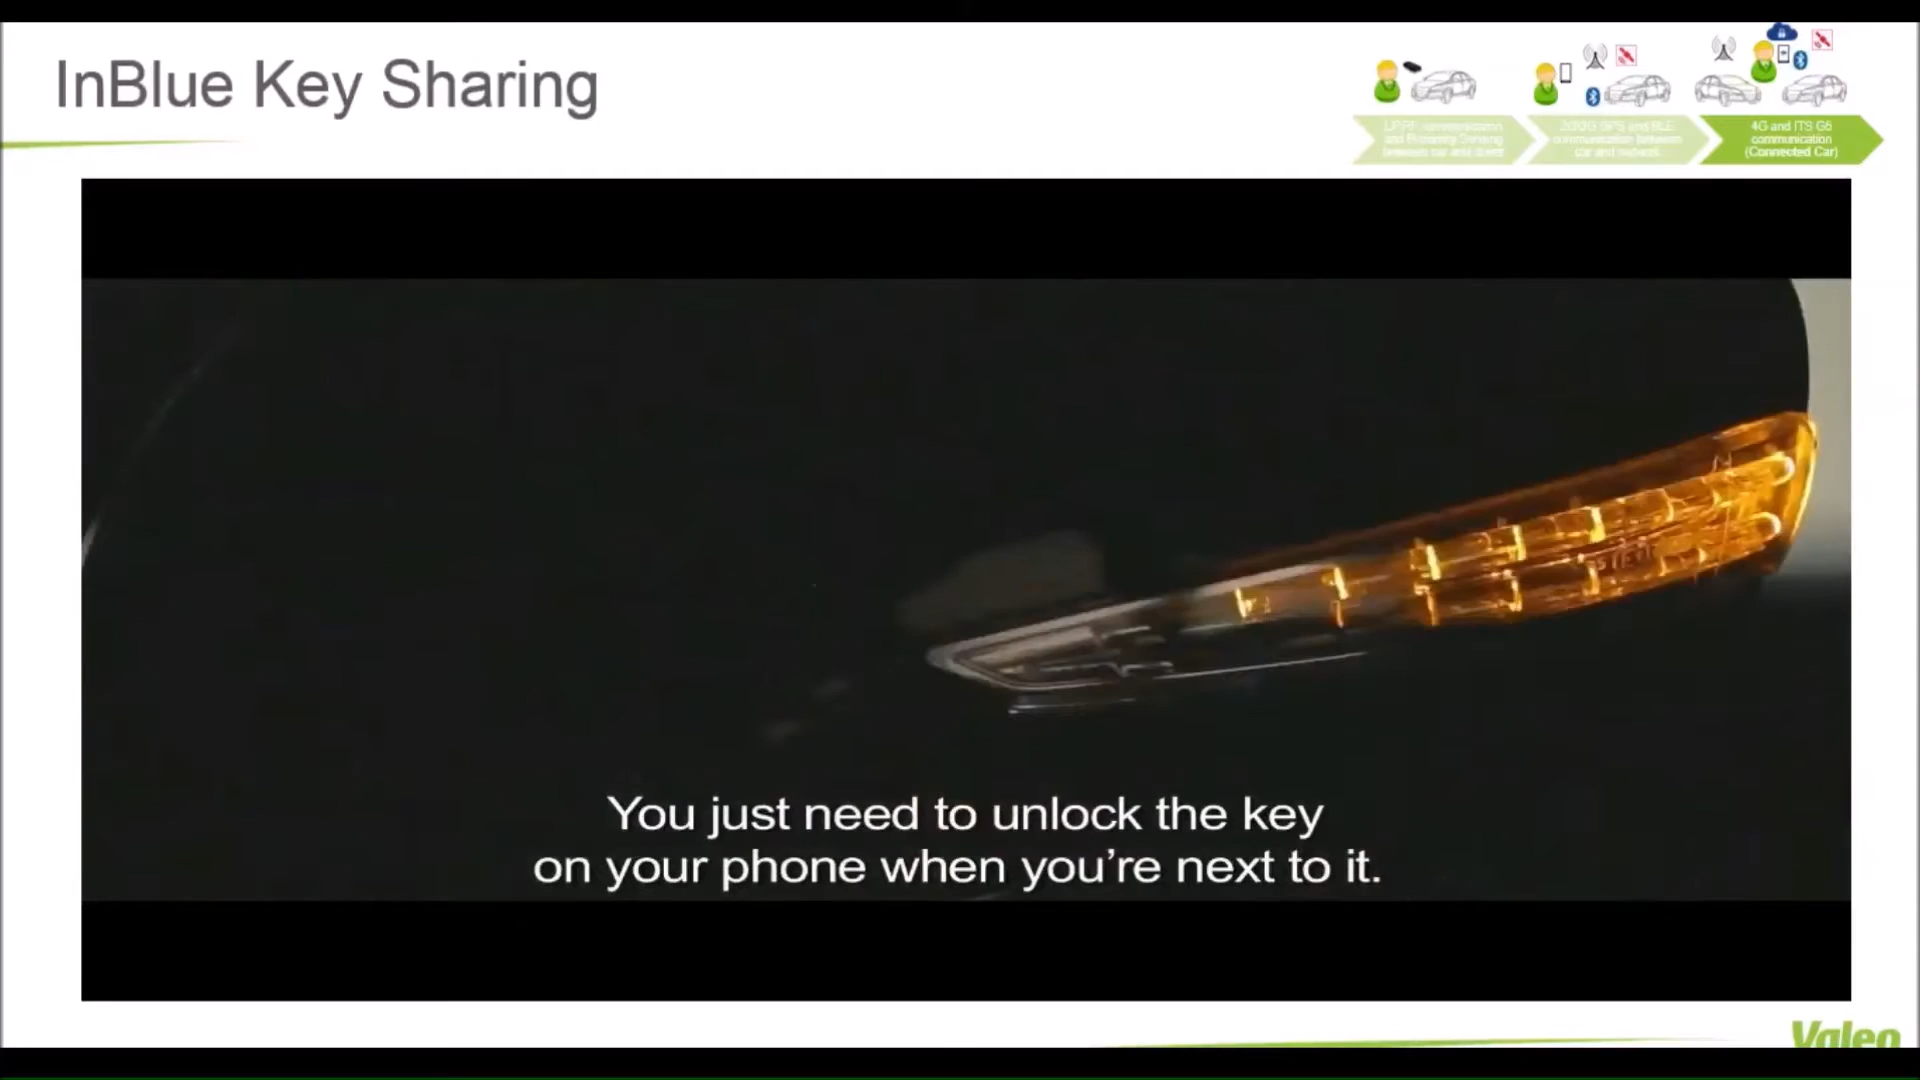 InBlue Key Sharing
4G and ITS G5
communication
(Connected Car)
You just need to unlock the key
on your phone when you're next to it.
Valeo